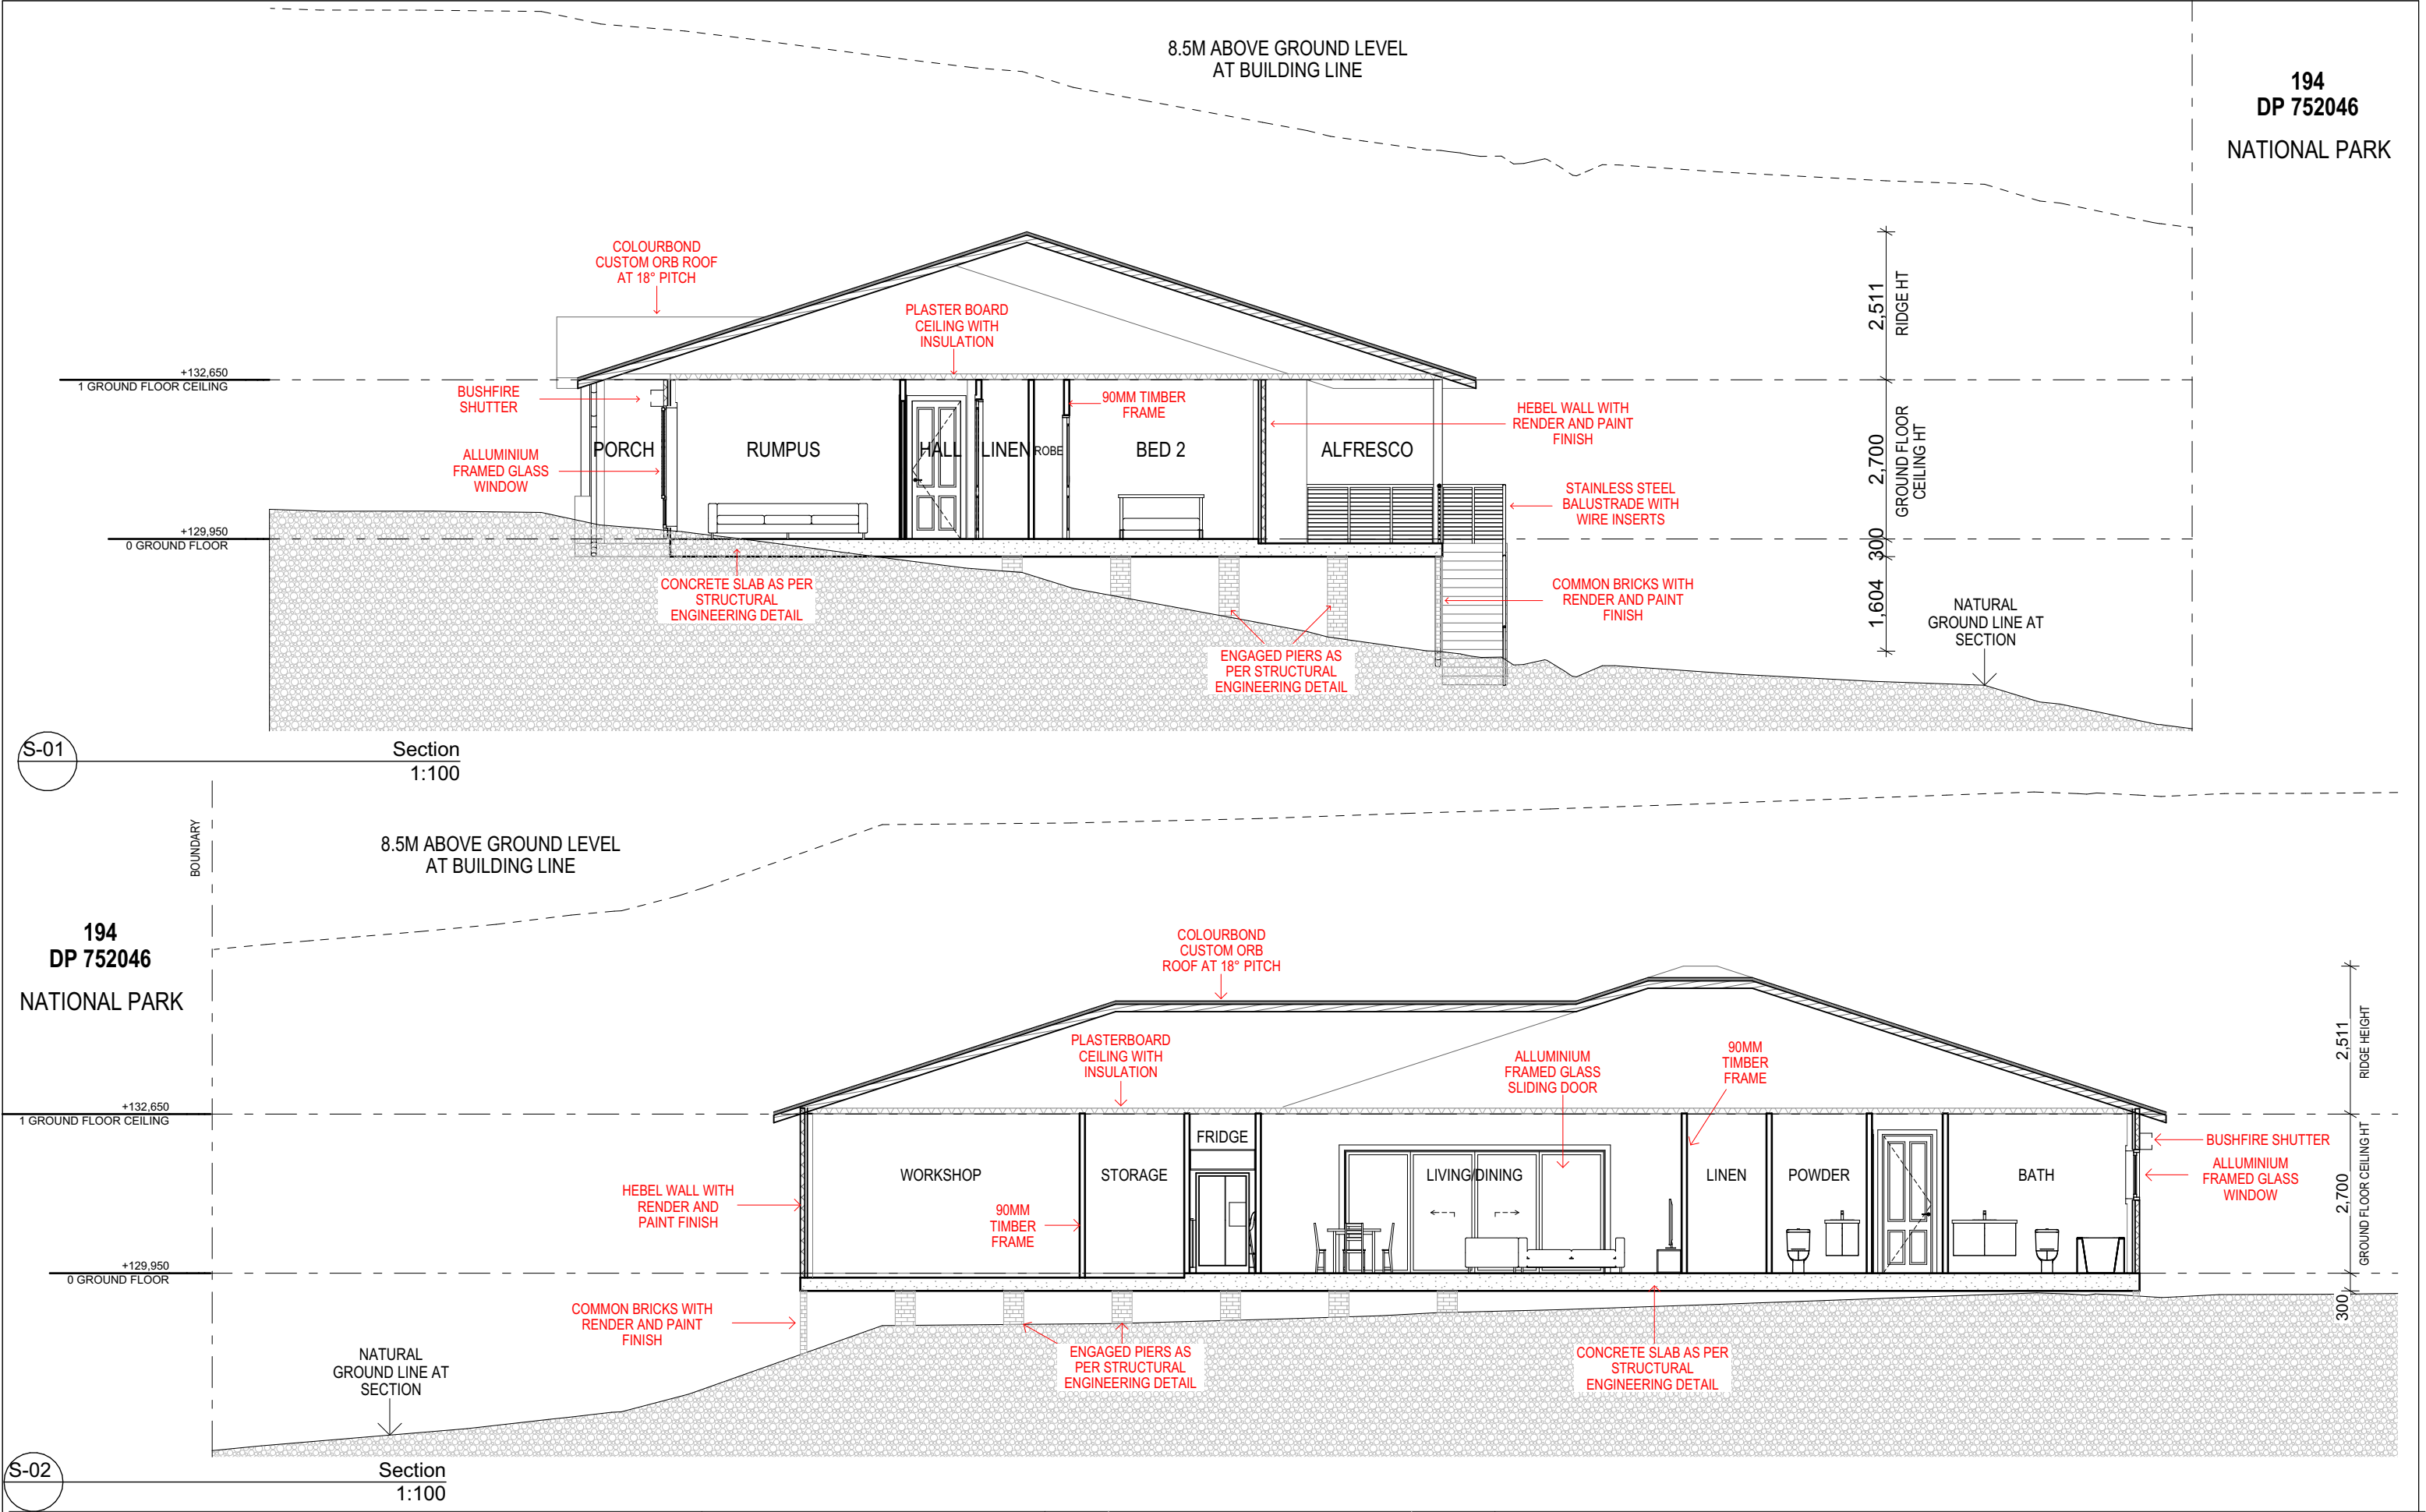 8.5M ABOVE GROUND LEVEL
AT BUILDING LINE
194
DP 752046
NATIONAL PARK
COLOURBOND
CUSTOM ORB ROOF
AT 18° PITCH
PLASTER BOARD
CEILING WITH
INSULATION
2,511
RIDGE HT
+132,650
1 GROUND FLOOR CEILING
BUSHFIRE
SHUTTER
90MM TIMBER
FRAME
HEBEL WALL WITH
RENDER AND PAINT
FINISH
2,700
GROUND FLOOR
CEILING HT
PORCH
RUMPUS
HALL
LINEN
ROBE
BED 2
ALFRESCO
ALLUMINIUM
FRAMED GLASS
WINDOW
STAINLESS STEEL
BALUSTRADE WITH
WIRE INSERTS
+129,950
0 GROUND FLOOR
300
CONCRETE SLAB AS PER
STRUCTURAL
ENGINEERING DETAIL
COMMON BRICKS WITH
RENDER AND PAINT
FINISH
1,604
NATURAL
GROUND LINE AT
SECTION
ENGAGED PIERS AS
PER STRUCTURAL
ENGINEERING DETAIL
S-01
Section
1:100
BOUNDARY
8.5M ABOVE GROUND LEVEL
AT BUILDING LINE
194
DP 752046
NATIONAL PARK
COLOURBOND
CUSTOM ORB
ROOF AT 18° PITCH
PLASTERBOARD
CEILING WITH
INSULATION
ALLUMINIUM
FRAMED GLASS
SLIDING DOOR
90MM
TIMBER
FRAME
2,511
RIDGE HEIGHT
+132,650
1 GROUND FLOOR CEILING
FRIDGE
BUSHFIRE SHUTTER
WORKSHOP
STORAGE
LIVING/DINING
LINEN
POWDER
BATH
ALLUMINIUM
FRAMED GLASS
WINDOW
HEBEL WALL WITH
RENDER AND
PAINT FINISH
90MM
TIMBER
FRAME
2,700
GROUND FLOOR CEILING HT
+129,950
0 GROUND FLOOR
300
COMMON BRICKS WITH
RENDER AND PAINT
FINISH
NATURAL
GROUND LINE AT
SECTION
ENGAGED PIERS AS
PER STRUCTURAL
ENGINEERING DETAIL
CONCRETE SLAB AS PER
STRUCTURAL
ENGINEERING DETAIL
S-02
Section
1:100